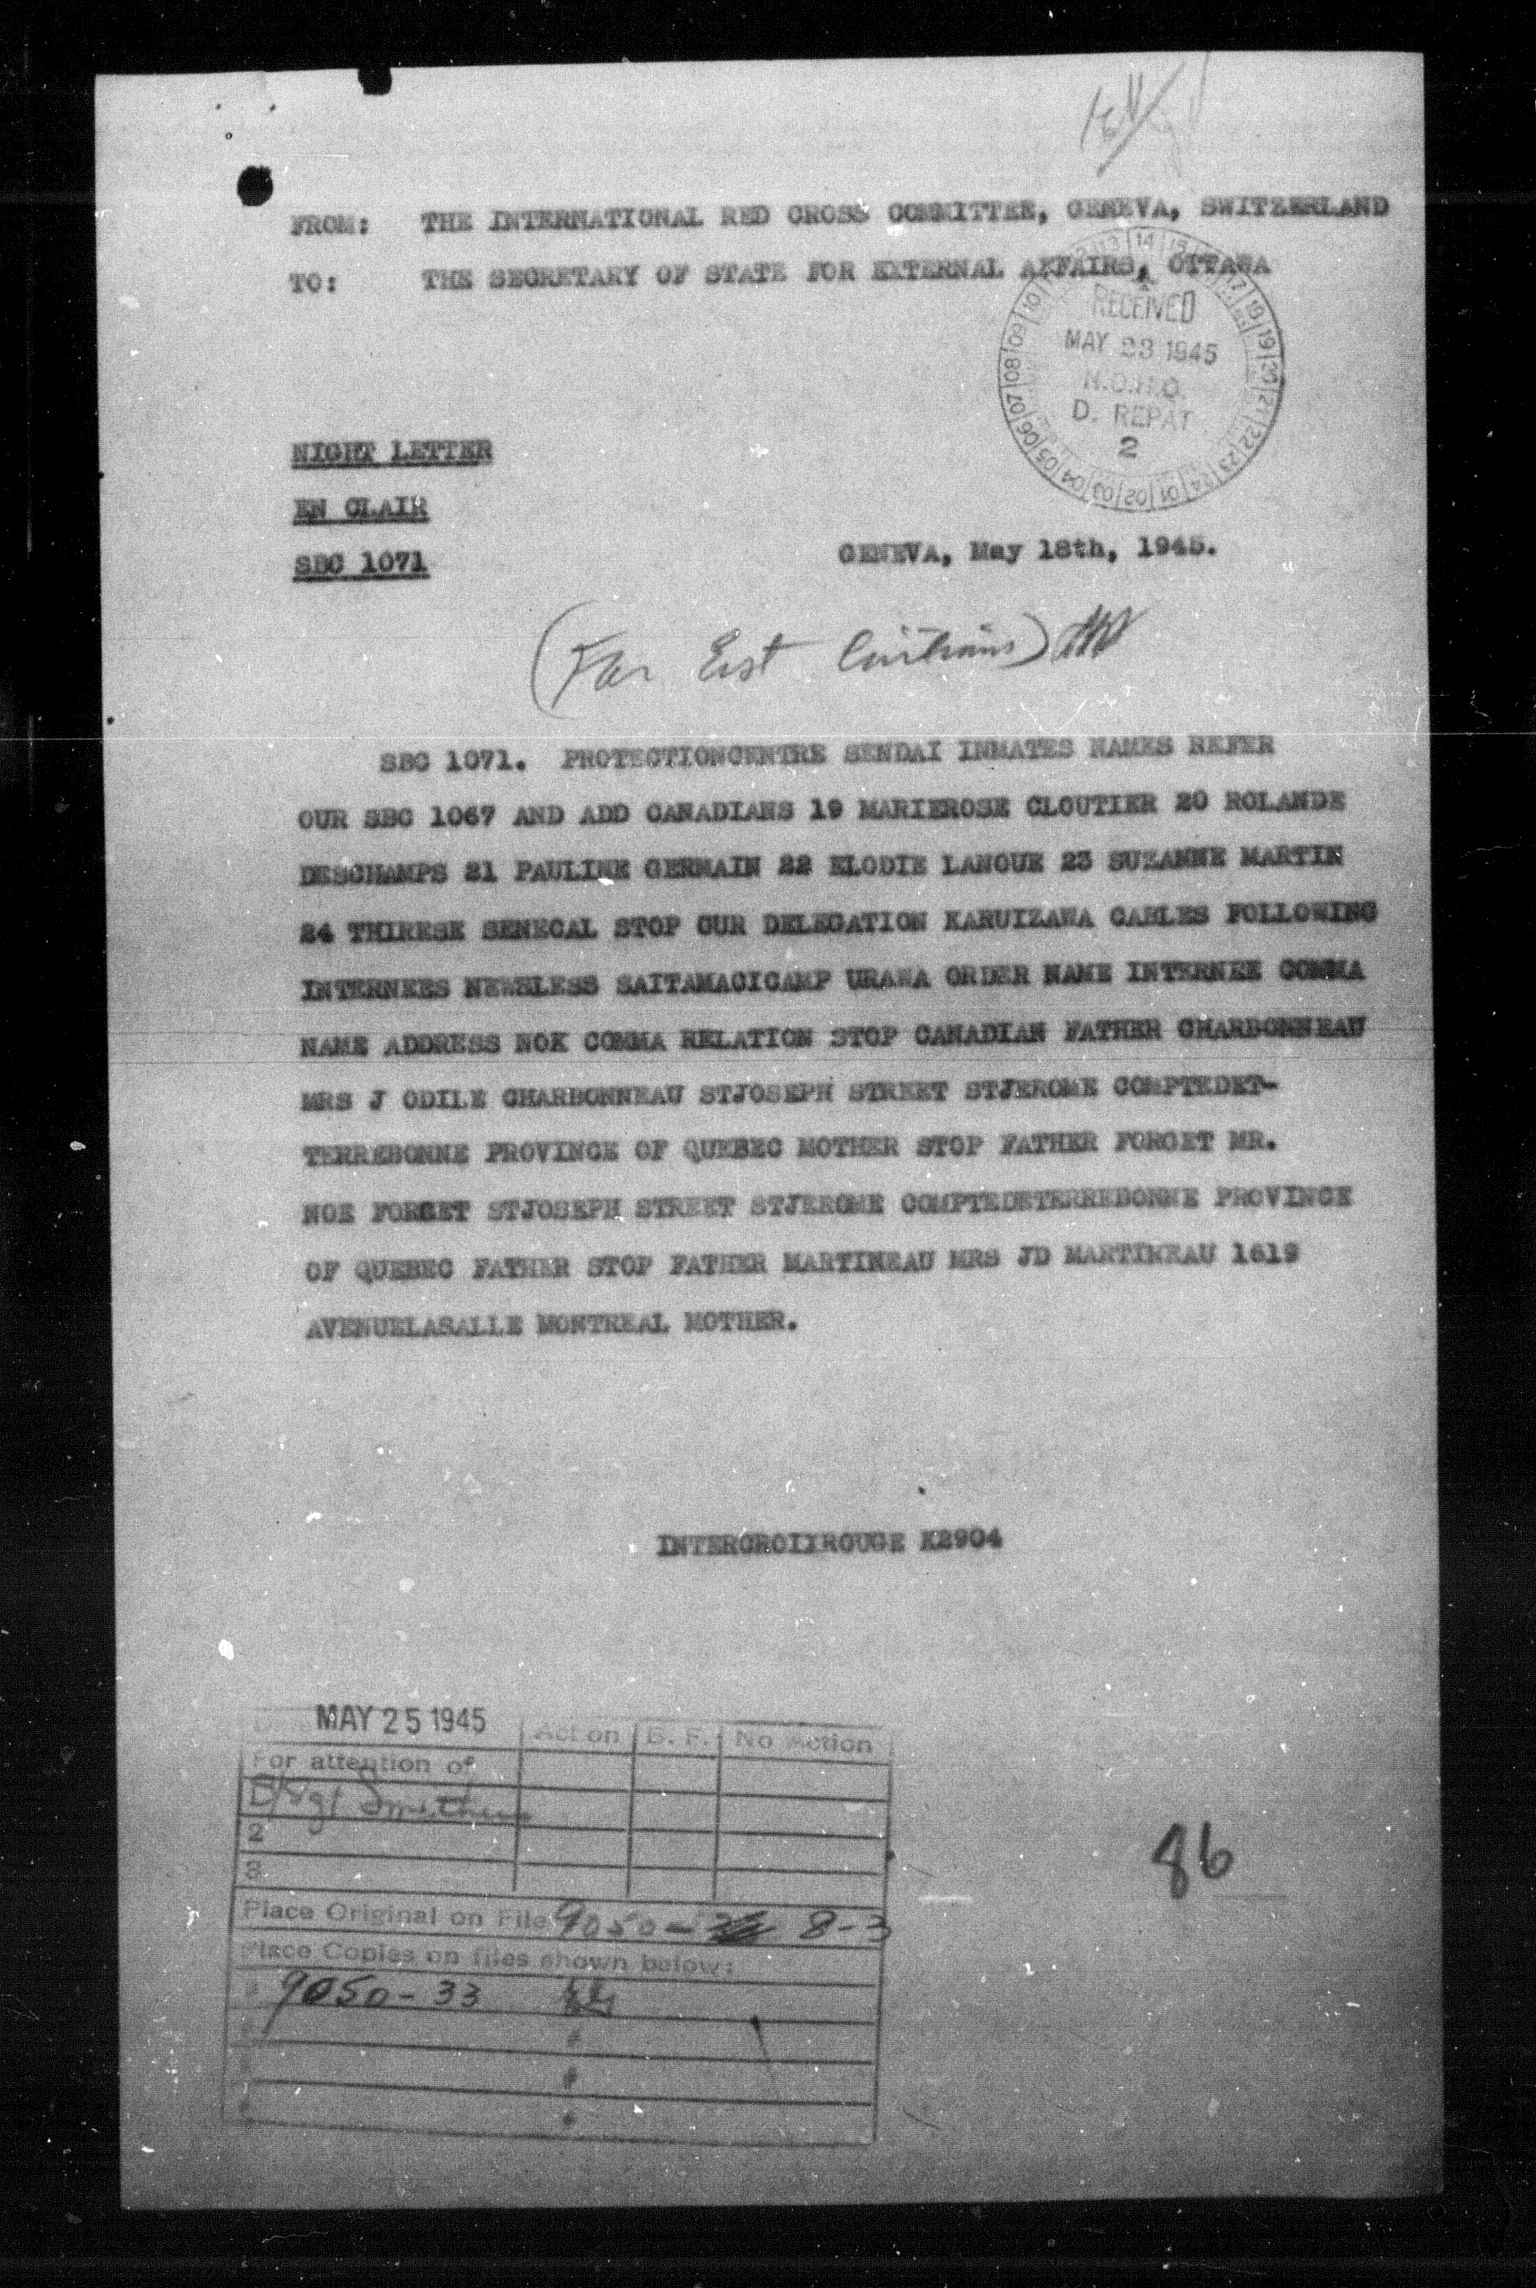 FROM: THE INTERNATIONAL RED CROSS COMMITTEE, GENEVA, SWITZERLAND
TO: THE SECRETARY OF STATE FOR EXTERNAL AFFAIRS, OTTAWA
RECEIVED
MAY 23 1945
N.O.I.Q.
D. REPAT
2
NIGHT LETTER
EN CLAIR
SBC 1071
GENEVA, May 18th, 1945.
(Far East Civilians)
SBC 1071. PROTECTIONCENTRE SENDAI INMATES NAMES REFER
OUR SBC 1067 AND ADD CANADIANS 19 MARIEROSE CLOUTIER 20 ROLANDE
DESCHAMPS 21 PAULINE GERMAIN 22 ELODIE LANOUE 23 SUZANNE MARTIN
24 THIRESE SENECAL STOP OUR DELEGATION KARUIZAWA CABLES FOLLOWING
INTERNEES NEWSLESS SAITAMACICAMP URAWA ORDER NAME INTERNEE COMMA
NAME ADDRESS NOK COMMA RELATION STOP CANADIAN FATHER CHARBONNEAU
MRS J ODILE CHARBONNEAU STJOSEPH STREET STJEROME COMPTEDET-
TERREBONNE PROVINCE OF QUEBEC MOTHER STOP FATHER FORGET MR.
NOE FORGET STJOSEPH STREET STJEROME COMPTEDETERREBONNE PROVINCE
OF QUEBEC FATHER STOP FATHER MARTINEAU MRS JD MARTINEAU 1619
AVENUELASALLE MONTREAL MOTHER.
INTERCROIXROUGE K2904
Date MAY 25 1945 Action B. F. No Action
For attention of
1 S/Sgt
2
3
Place Original on File 9050- 8-3
Place Copies on files shown below:
9050-33
86